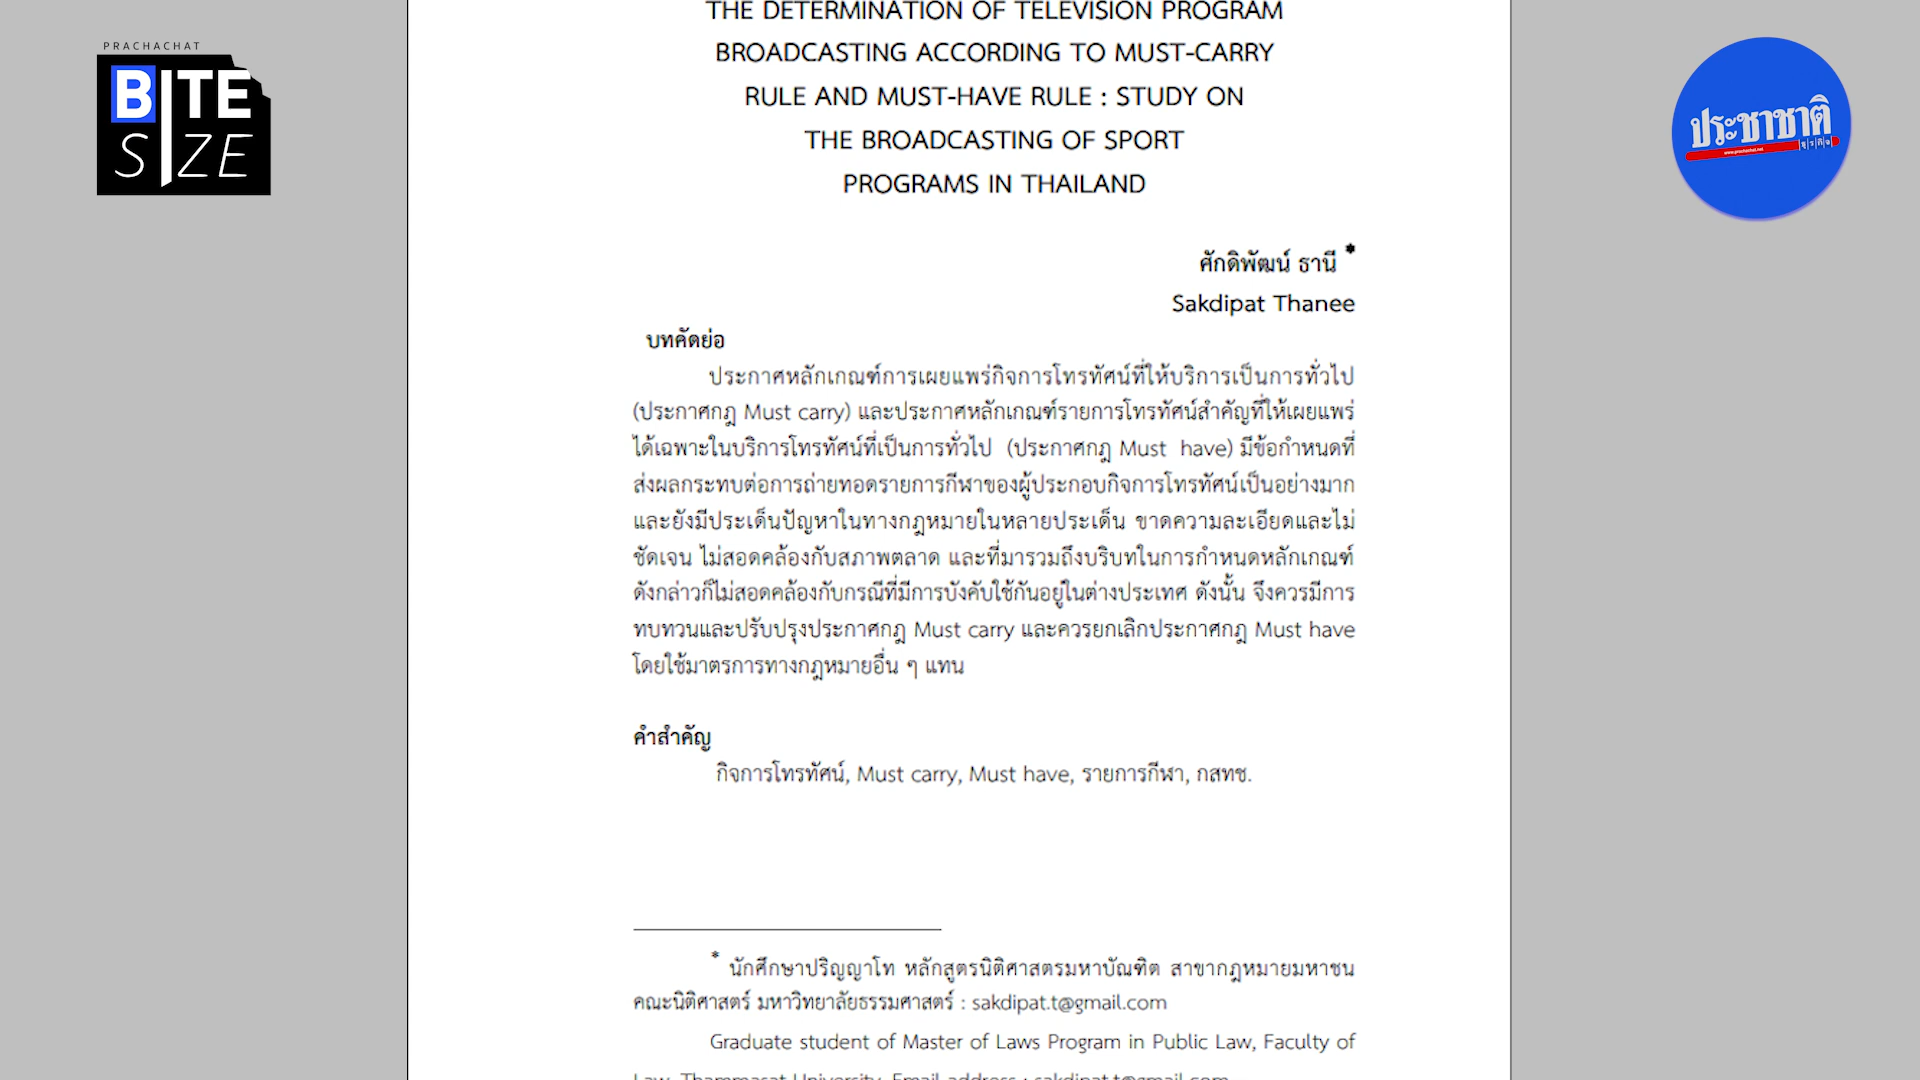 PRACHACHAT
BITE
SIZE
ประชาชาติ
ธุรกิจ
www.prachachat.net
THE DETERMINATION OF TELEVISION PROGRAM
BROADCASTING ACCORDING TO MUST-CARRY
RULE AND MUST-HAVE RULE : STUDY ON
THE BROADCASTING OF SPORT
PROGRAMS IN THAILAND
ศักดิพัฒน์ ธานี *
Sakdipat Thanee
บทคัดย่อ
ประกาศหลักเกณฑ์การเผยแพร่กิจการโทรทัศน์ที่ให้บริการเป็นการทั่วไป
(ประกาศกฎ Must carry) และประกาศหลักเกณฑ์รายการโทรทัศน์สำคัญที่ให้เผยแพร่
ได้เฉพาะในบริการโทรทัศน์ที่เป็นการทั่วไป (ประกาศกฎ Must have) มีข้อกำหนดที่
ส่งผลกระทบต่อการถ่ายทอดรายการกีฬาของผู้ประกอบกิจการโทรทัศน์เป็นอย่างมาก
และยังมีประเด็นปัญหาในทางกฎหมายในหลายประเด็น ขาดความละเอียดและไม่
ชัดเจน ไม่สอดคล้องกับสภาพตลาด และที่มารวมถึงบริบทในการกำหนดหลักเกณฑ์
ดังกล่าวก็ไม่สอดคล้องกับกรณีที่มีการบังคับใช้กันอยู่ในต่างประเทศ ดังนั้น จึงควรมีการ
ทบทวนและปรับปรุงประกาศกฎ Must carry และควรยกเลิกประกาศกฎ Must have
โดยใช้มาตรการทางกฎหมายอื่น ๆ แทน
คำสำคัญ
กิจการโทรทัศน์, Must carry, Must have, รายการกีฬา, กสทช.
* นักศึกษาปริญญาโท หลักสูตรนิติศาสตรมหาบัณฑิต สาขากฎหมายมหาชน
คณะนิติศาสตร์ มหาวิทยาลัยธรรมศาสตร์ : sakdipat.t@gmail.com
Graduate student of Master of Laws Program in Public Law, Faculty of
Law, Thammasat University, Email address : sakdipat.t@gmail.com